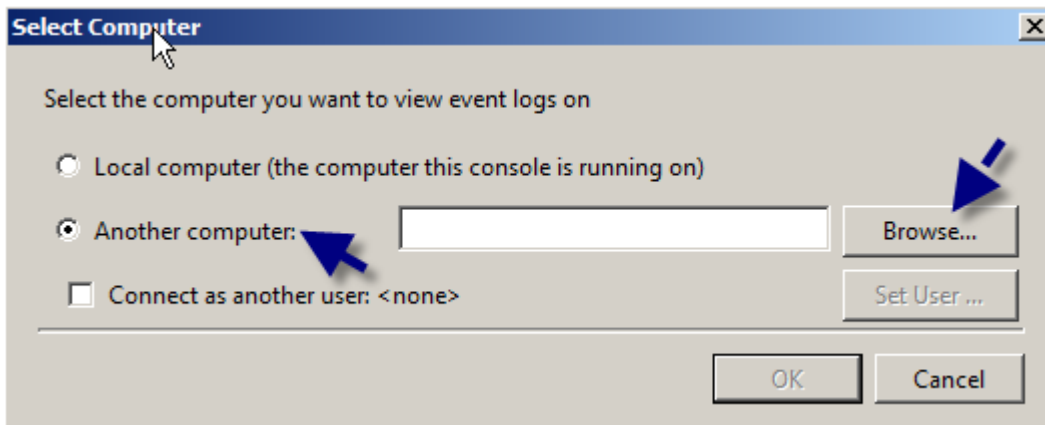 Select Computer
Select the computer you want to view event logs on
Local computer (the computer this console is running on)
Another computer:
Browse...
Connect as another user: <none>
Set User ...
OK
Cancel